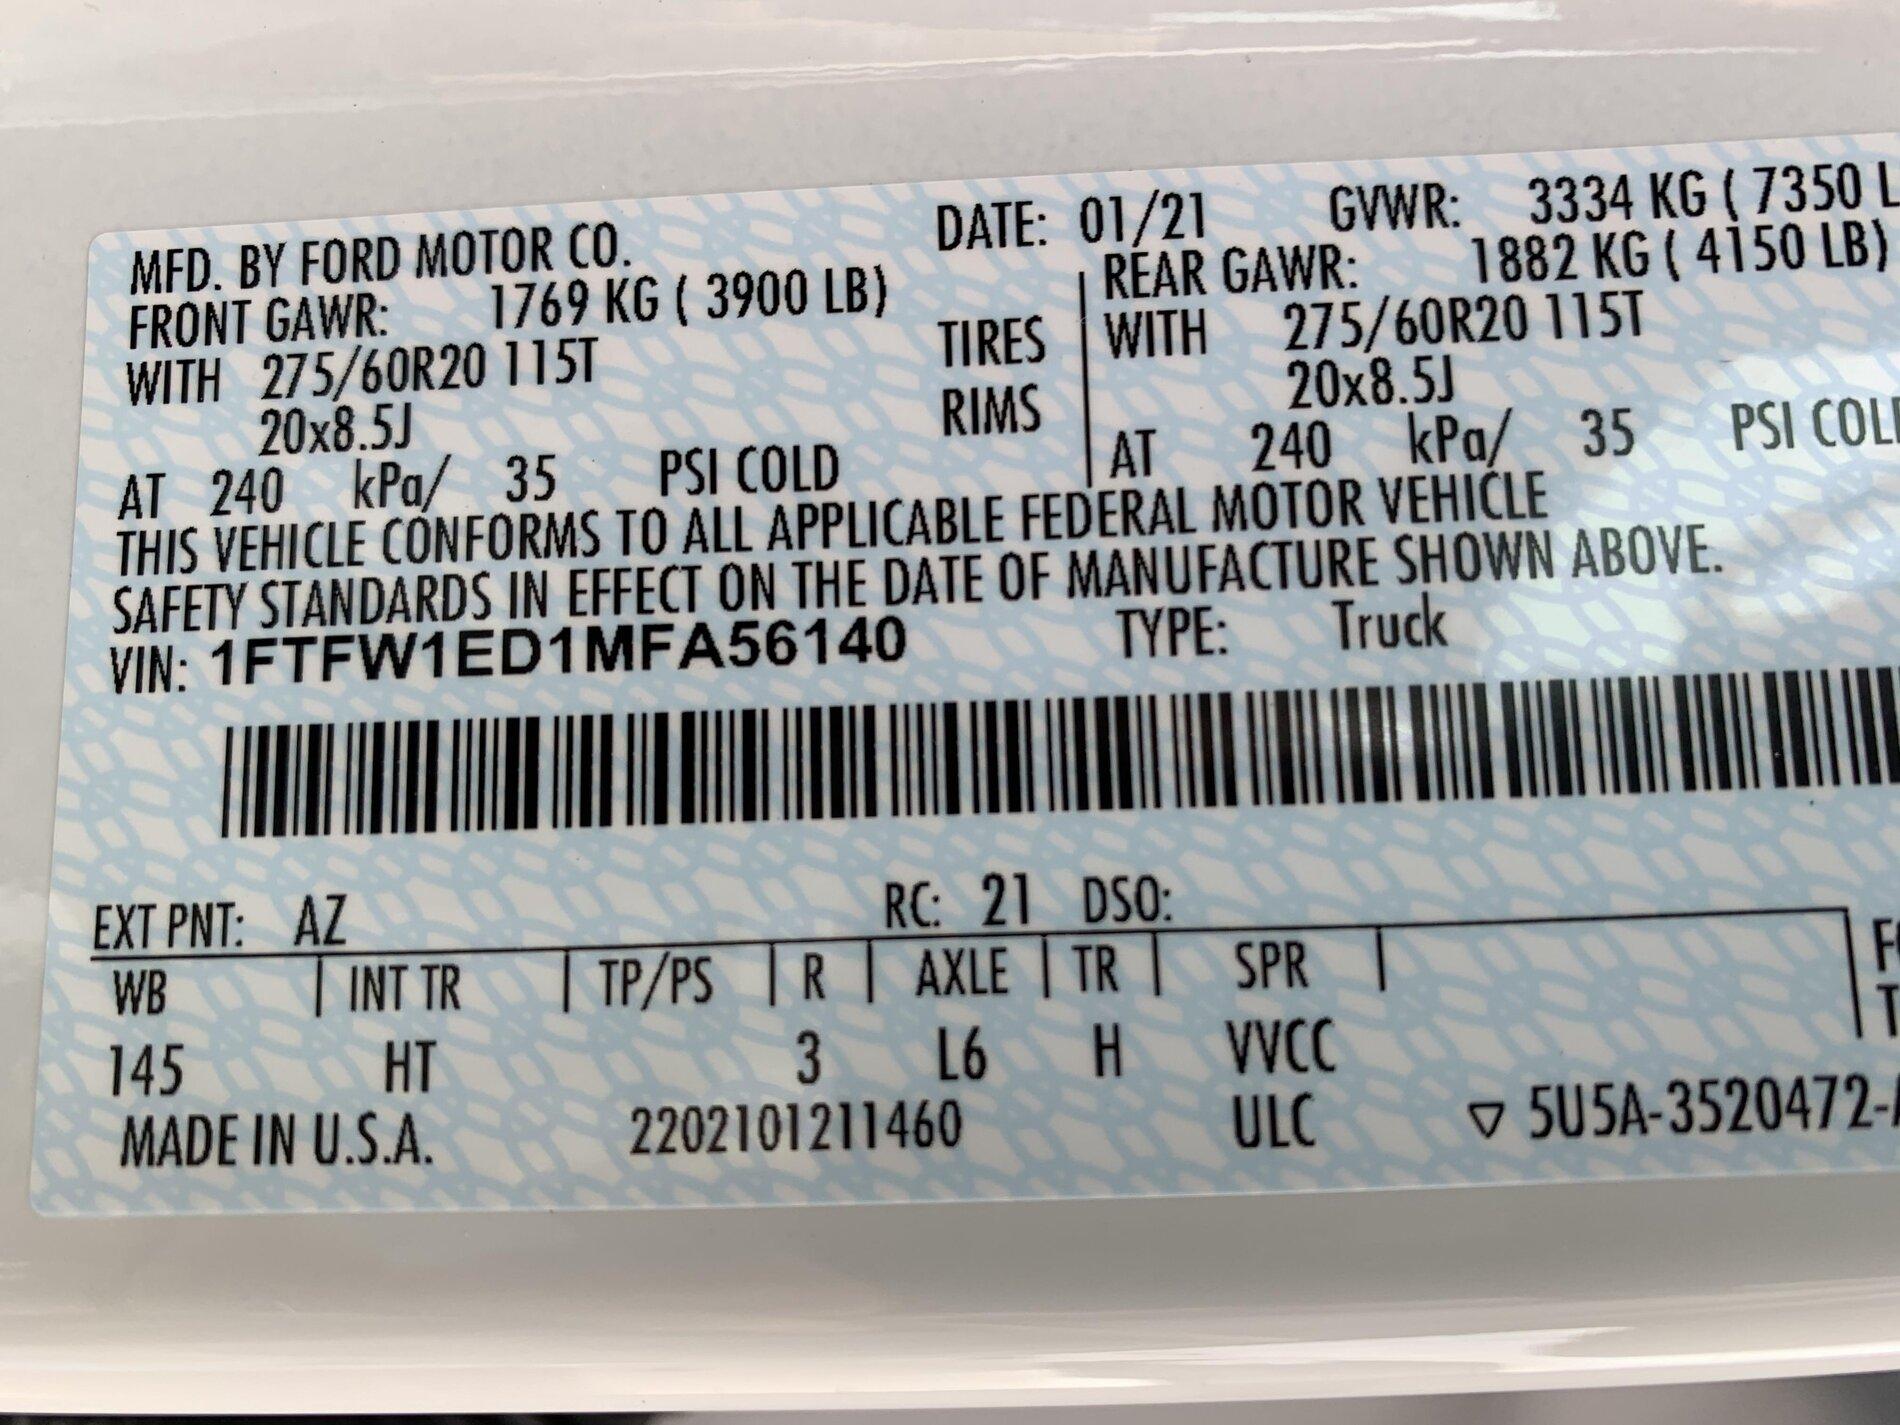 MFD. BY FORD MOTOR CO. DATE: 01/21 GVWR: 3334 KG ( 7350 L
FRONT GAWR: 1769 KG ( 3900 LB) REAR GAWR: 1882 KG ( 4150 LB)
WITH 275/60R20 115T TIRES WITH 275/60R20 115T
20x8.5J RIMS 20x8.5J
AT 240 kPa/ 35 PSI COLD AT 240 kPa/ 35 PSI COLD
THIS VEHICLE CONFORMS TO ALL APPLICABLE FEDERAL MOTOR VEHICLE
SAFETY STANDARDS IN EFFECT ON THE DATE OF MANUFACTURE SHOWN ABOVE.
VIN: 1FTFW1ED1MFA56140 TYPE: Truck
EXT PNT: AZ RC: 21 DSO:
WB INT TR TP/PS R AXLE TR SPR
145 HT 3 L6 H VVCC
MADE IN U.S.A. 2202101211460 ULC ▽ 5U5A-3520472-